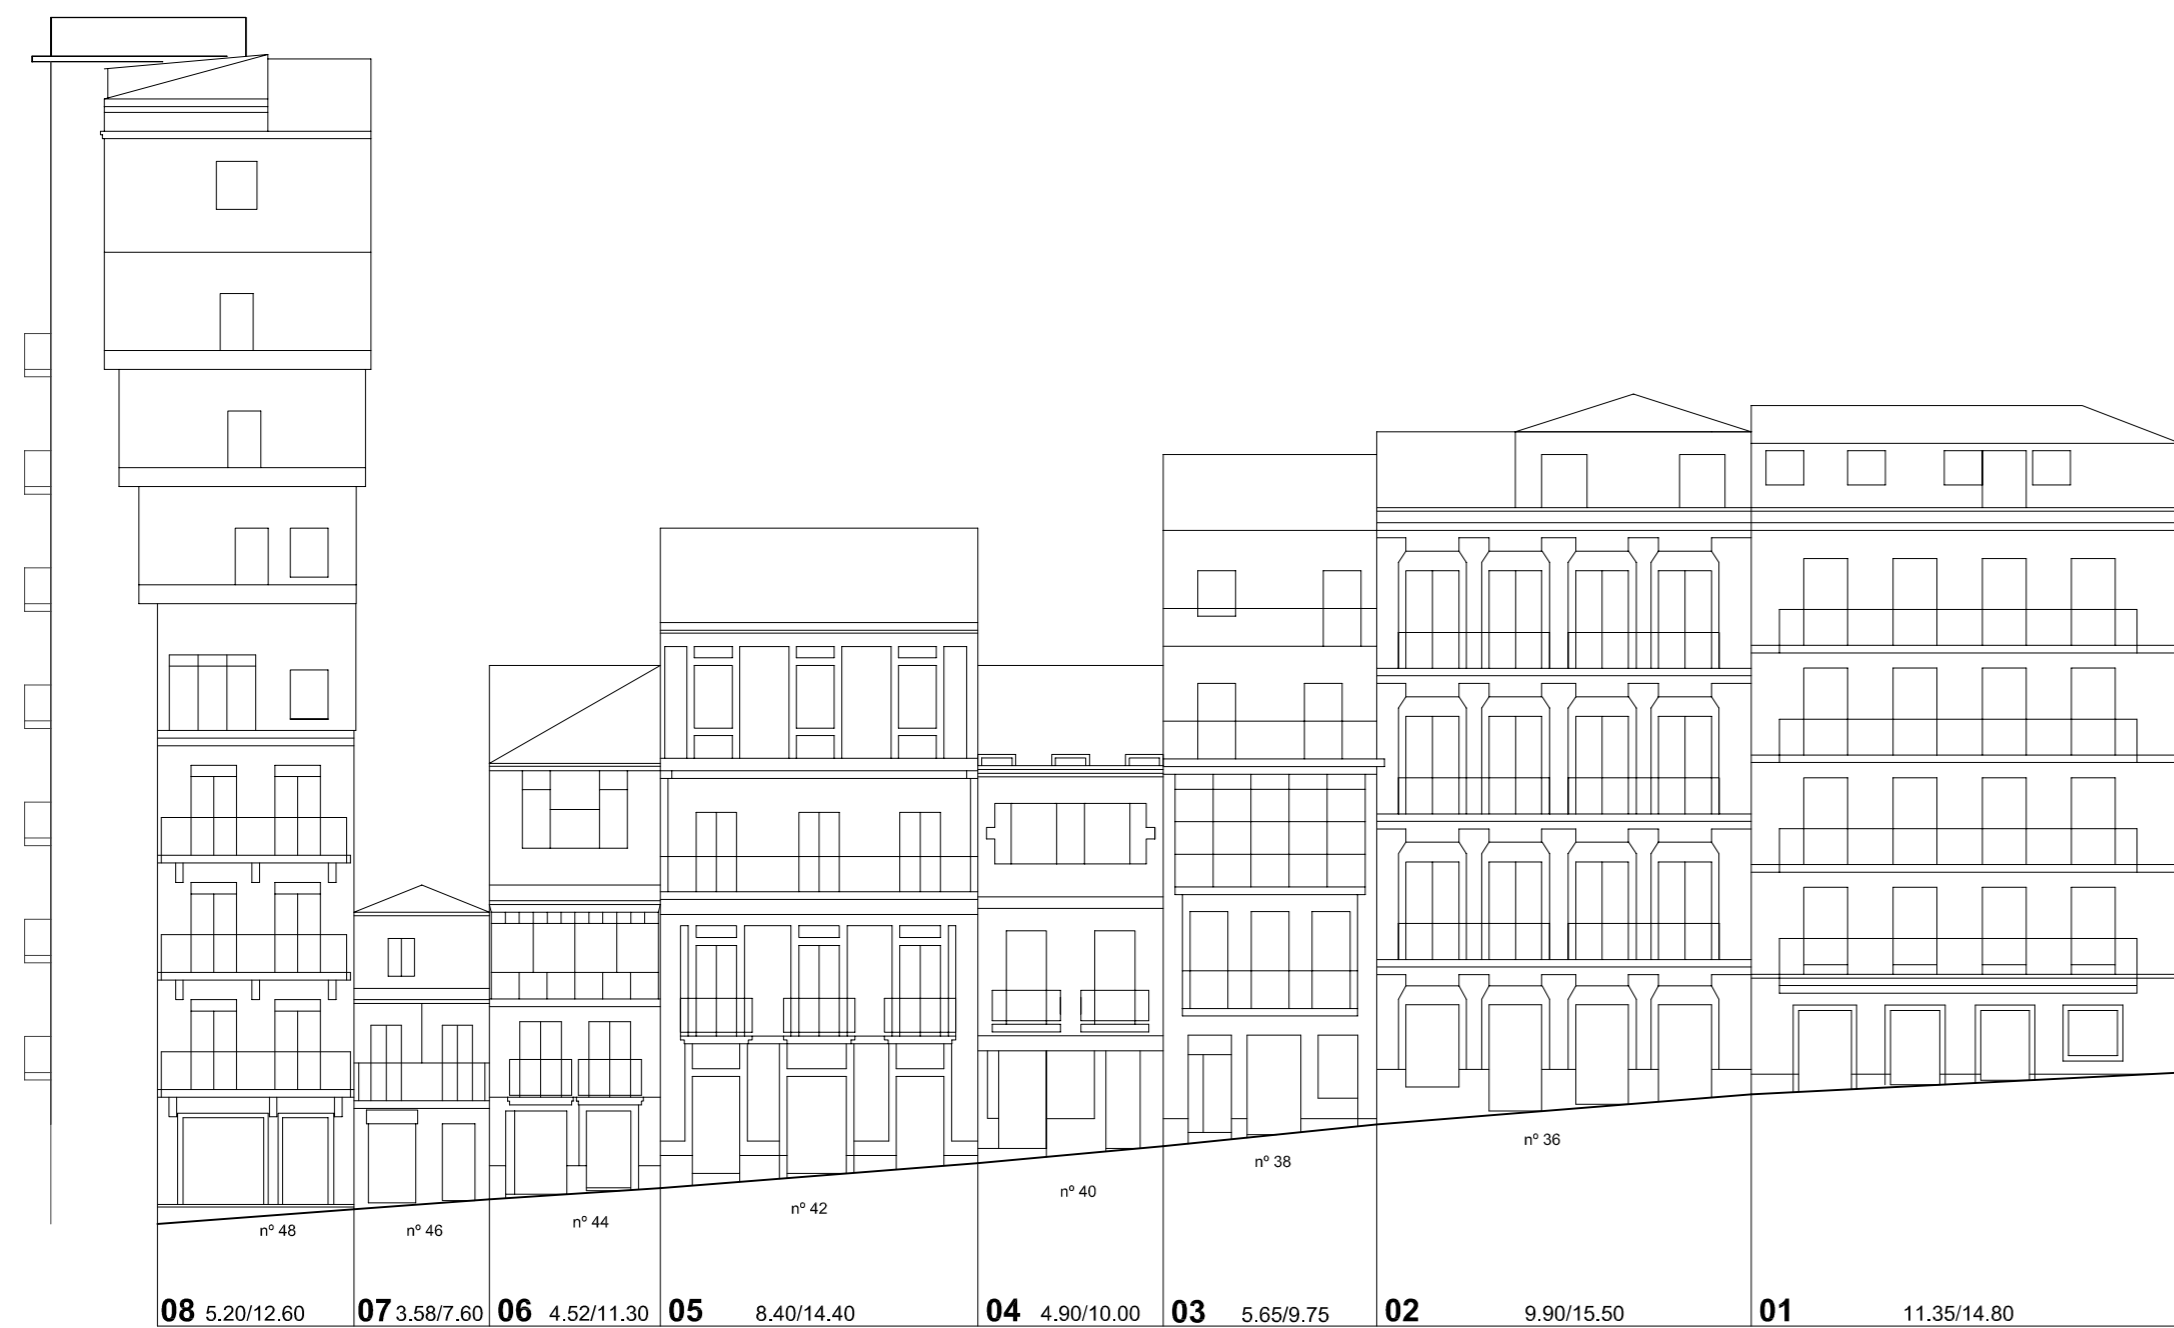 nº 48
nº 46
nº 44
nº 42
nº 40
nº 38
nº 36
08 5.20/12.60
07 3.58/7.60
06 4.52/11.30
05 8.40/14.40
04 4.90/10.00
03 5.65/9.75
02 9.90/15.50
01 11.35/14.80